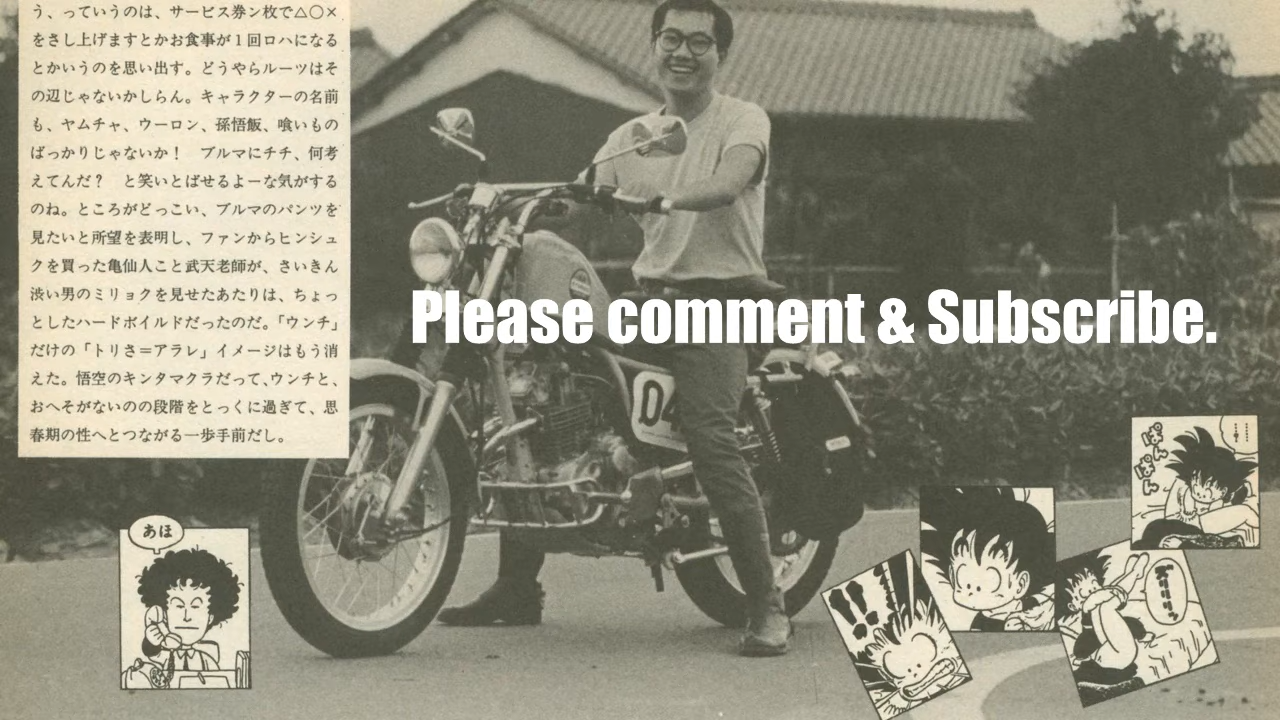 う、っていうのは、サービス券ン枚で△○×
をさし上げますとかお食事が1回ロハになる
とかいうのを思い出す。どうやらルーツはそ
の辺じゃないかしらん。キャラクターの名前
も、ヤムチャ、ウーロン、孫悟飯、喰いもの
ばっかりじゃないか！　ブルマにチチ、何考
えてんだ？　と笑いとばせるよーな気がする
のね。ところがどっこい、ブルマのパンツを
見たいと所望を表明し、ファンからヒンシュ
クを買った亀仙人こと武天老師が、さいきん
渋い男のミリョクを見せたあたりは、ちょっ
としたハードボイルドだったのだ。「ウンチ」
だけの「トリさ＝アラレ」イメージはもう消
えた。悟空のキンタマクラだって、ウンチと、
おへそがないのの段階をとっくに過ぎて、思
春期の性へとつながる一歩手前だし。
Please comment & Subscribe.
04
あほ
ぱん
ぱん
!!